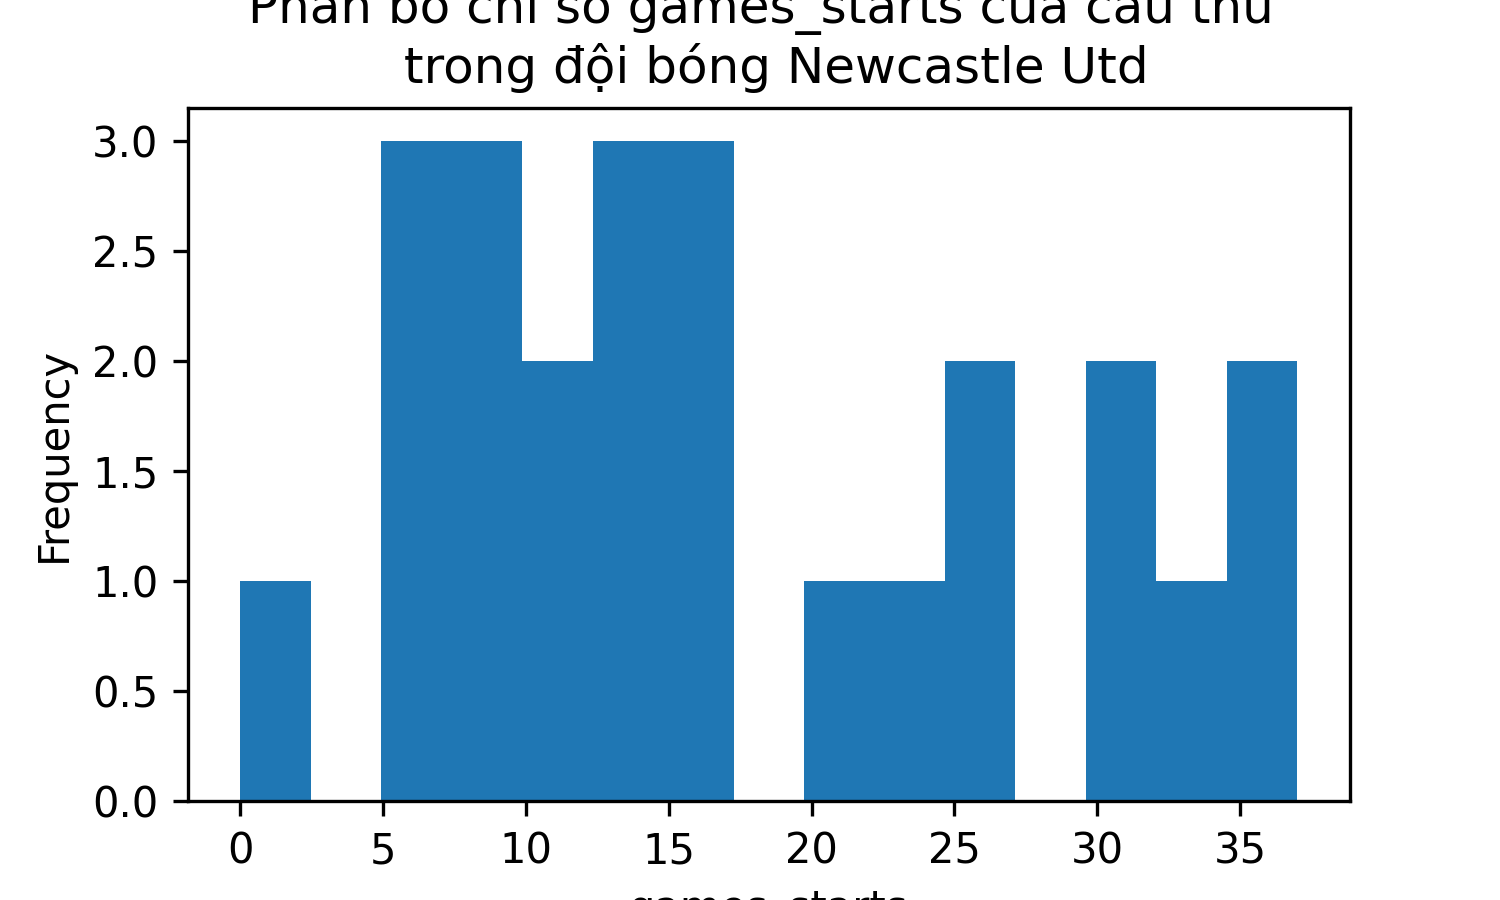 Phân bố chỉ số games_starts của cầu thủ
trong đội bóng Newcastle Utd
3.0
2.5
2.0
1.5
1.0
0.5
0.0
Frequency
0 5 10 15 20 25 30 35
games_starts